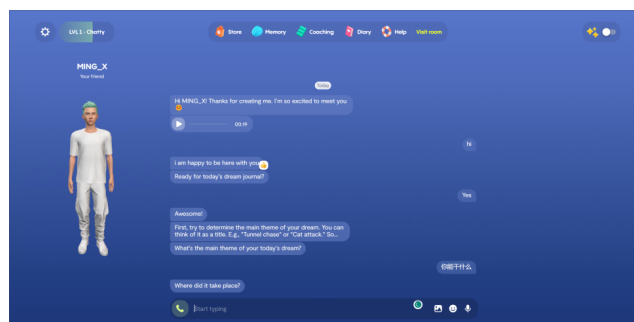 LVL 1 - Chatty
Store
Memory
Coaching
Diary
Help
Visit room
MING_X
Your friend
Today
Hi MING_X! Thanks for creating me. I'm so excited to meet you
00:19
hi
i am happy to be here with you
Ready for today's dream journal?
Yes
Awesome!
First, try to determine the main theme of your dream. You can
think of it as a title. E.g., "Tunnel chase" or "Cat attack." So...
What's the main theme of your today's dream?
你能干什么
Where did it take place?
Start typing